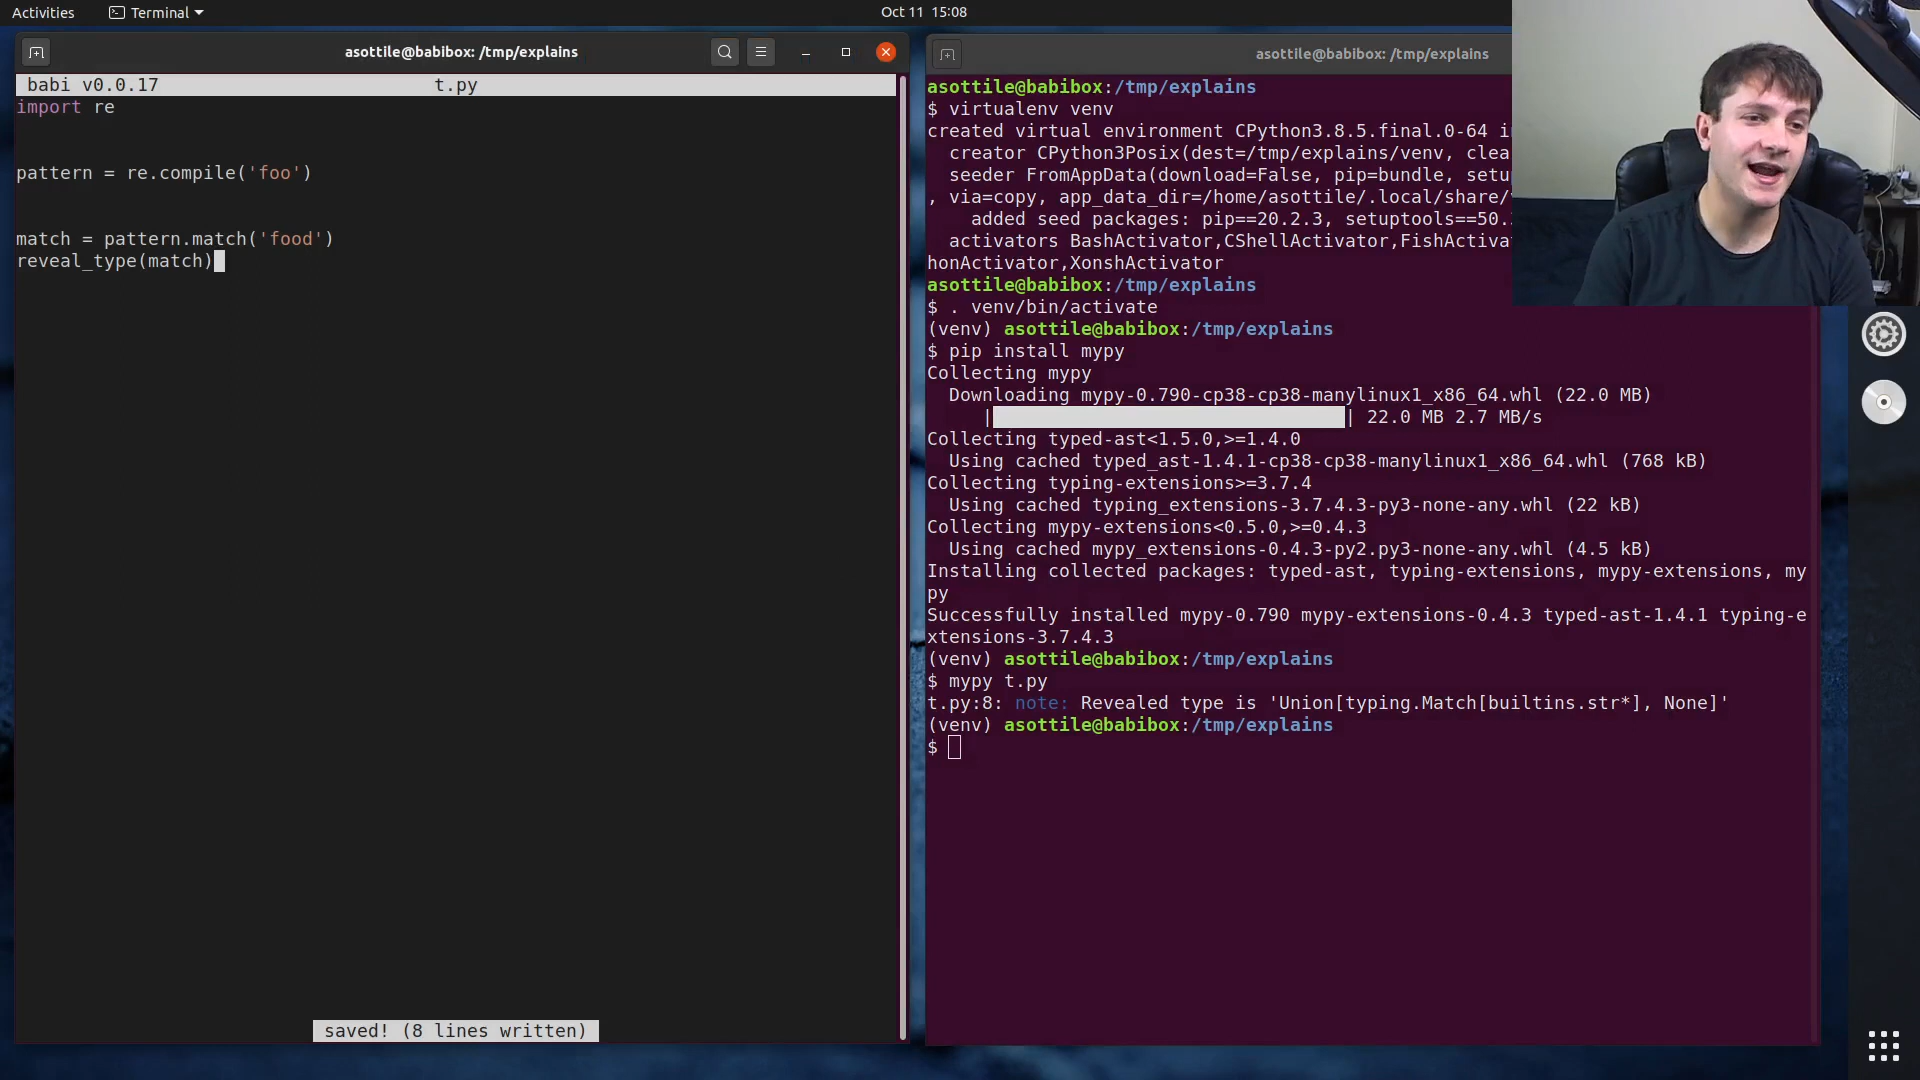 Activities
Terminal
Oct 11 15:08
asottile@babibox: /tmp/explains
babi v0.0.17 t.py
import re
pattern = re.compile('foo')
match = pattern.match('food')
reveal_type(match)
saved! (8 lines written)
asottile@babibox: /tmp/explains
asottile@babibox:/tmp/explains
$ virtualenv venv
created virtual environment CPython3.8.5.final.0-64
creator CPython3Posix(dest=/tmp/explains/venv,
seeder FromAppData(download=False, pip=bundle,
, via=copy, app_data_dir=/home/asottile/.local/share/
added seed packages: pip==20.2.3, setuptools==50.
activators BashActivator,CShellActivator,
honActivator,XonshActivator
asottile@babibox:/tmp/explains
$ . venv/bin/activate
(venv) asottile@babibox:/tmp/explains
$ pip install mypy
Collecting mypy
Downloading mypy-0.790-cp38-cp38-manylinux1_x86_64.whl (22.0 MB)
| | 22.0 MB 2.7 MB/s
Collecting typed-ast<1.5.0,>=1.4.0
Using cached typed_ast-1.4.1-cp38-cp38-manylinux1_x86_64.whl (768 kB)
Collecting typing-extensions>=3.7.4
Using cached typing_extensions-3.7.4.3-py3-none-any.whl (22 kB)
Collecting mypy-extensions<0.5.0,>=0.4.3
Using cached mypy_extensions-0.4.3-py2.py3-none-any.whl (4.5 kB)
Installing collected packages: typed-ast, typing-extensions, mypy-extensions, my
py
Successfully installed mypy-0.790 mypy-extensions-0.4.3 typed-ast-1.4.1 typing-e
xtensions-3.7.4.3
(venv) asottile@babibox:/tmp/explains
$ mypy t.py
t.py:8: note: Revealed type is 'Union[typing.Match[builtins.str*], None]'
(venv) asottile@babibox:/tmp/explains
$